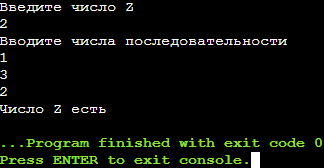 Введите число Z
2
Вводите числа последовательности
1
3
2
Число Z есть
...Program finished with exit code 0
Press ENTER to exit console.